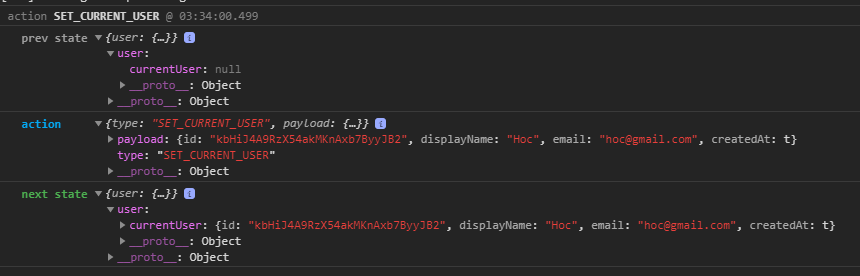 action SET_CURRENT_USER @ 03:34:00.499
prev state ▼{user: {…}} i
▼user:
currentUser: null
▶__proto__: Object
▶__proto__: Object
action ▼{type: "SET_CURRENT_USER", payload: {…}} i
▶payload: {id: "kbHiJ4A9RzX54akMKnAxb7ByyJB2", displayName: "Hoc", email: "hoc@gmail.com", createdAt: t}
type: "SET_CURRENT_USER"
▶__proto__: Object
next state ▼{user: {…}} i
▼user:
▶currentUser: {id: "kbHiJ4A9RzX54akMKnAxb7ByyJB2", displayName: "Hoc", email: "hoc@gmail.com", createdAt: t}
▶__proto__: Object
▶__proto__: Object